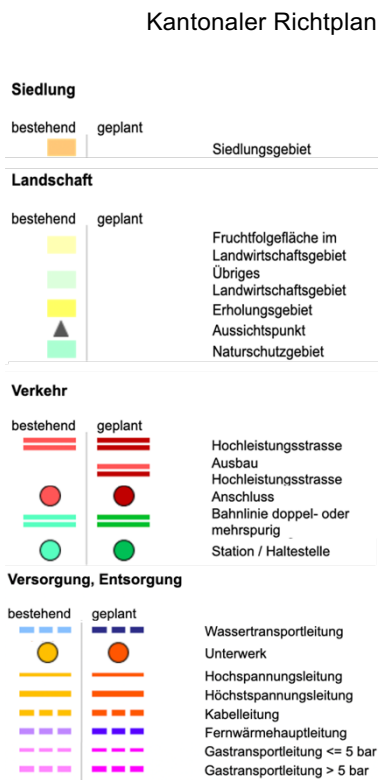 Kantonaler Richtplan
Siedlung
bestehend geplant
Siedlungsgebiet
Landschaft
bestehend geplant
Fruchtfolgefläche im
Landwirtschaftsgebiet
Übriges
Landwirtschaftsgebiet
Erholungsgebiet
Aussichtspunkt
Naturschutzgebiet
Verkehr
bestehend geplant
Hochleistungsstrasse
Ausbau
Hochleistungsstrasse
Anschluss
Bahnlinie doppel- oder
mehrspurig
Station / Haltestelle
Versorgung, Entsorgung
bestehend geplant
Wassertransportleitung
Unterwerk
Hochspannungsleitung
Höchstspannungsleitung
Kabelleitung
Fernwärmehauptleitung
Gastransportleitung <= 5 bar
Gastransportleitung > 5 bar